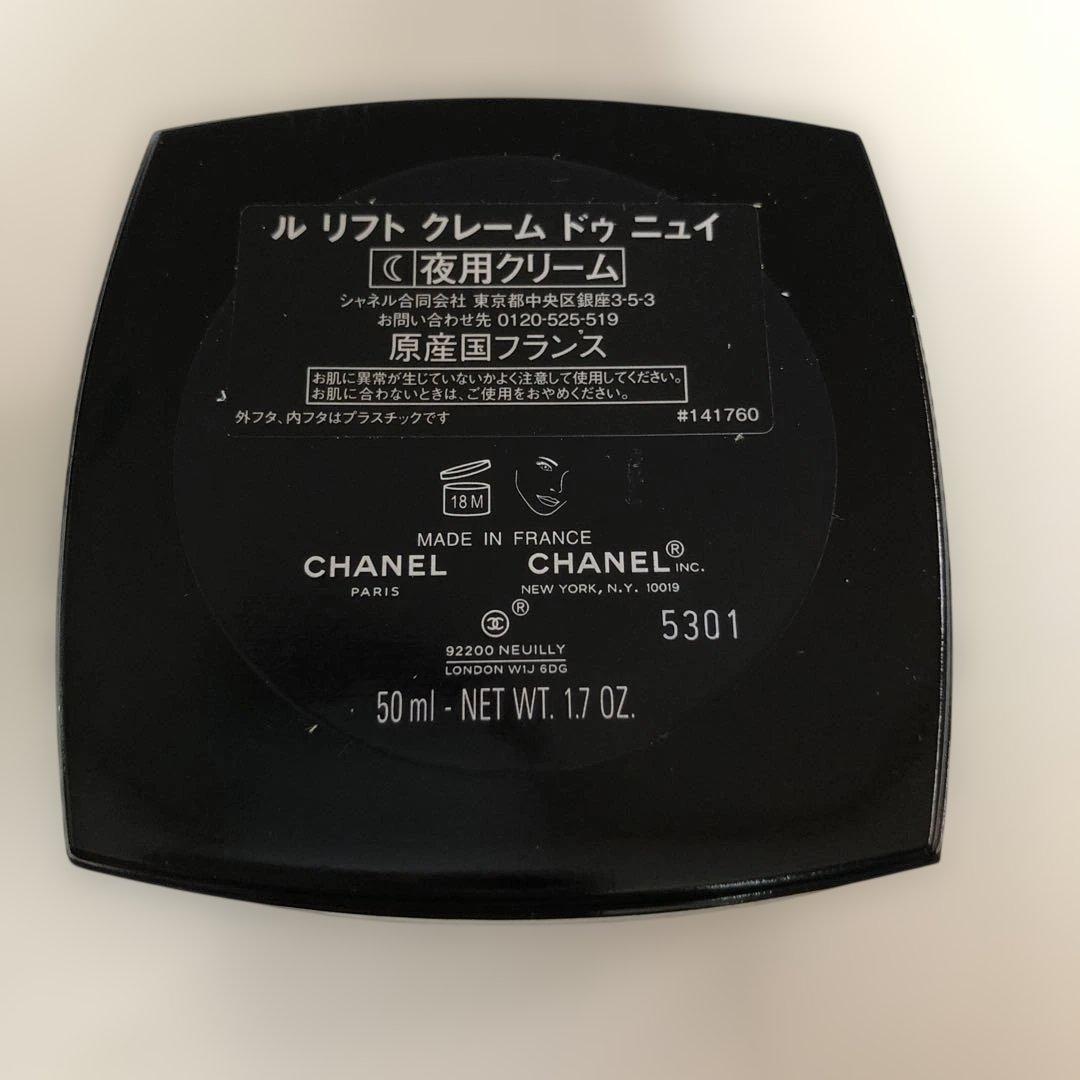 ル リフト クレーム ドゥ ニュイ
夜用クリーム
シャネル合同会社 東京都中央区銀座3-5-3
お問い合わせ先 0120-525-519
原産国フランス
お肌に異常が生じていないかよく注意して使用してください。
お肌に合わないときは、ご使用をおやめください。
外フタ、内フタはプラスチックです #141760
18 M
MADE IN FRANCE
CHANEL CHANEL® INC.
PARIS NEW YORK, N.Y. 10019
®
5301
92200 NEUILLY
LONDON W1J 6DG
50 ml - NET WT. 1.7 OZ.